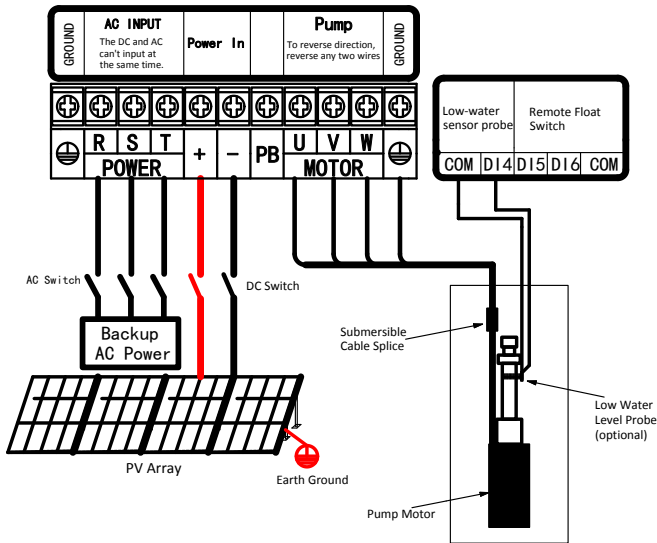 GROUND
AC INPUT
The DC and AC
can't input at
the same time.
Power In
Pump
To reverse direction,
reverse any two wires
GROUND
R S T
POWER
+
-
PB
U V W
MOTOR
Low-water
sensor probe
Remote Float
Switch
COM DI4 DI5 DI6 COM
AC Switch
DC Switch
Backup
AC Power
Submersible
Cable Splice
Low Water
Level Probe
(optional)
PV Array
Earth Ground
Pump Motor